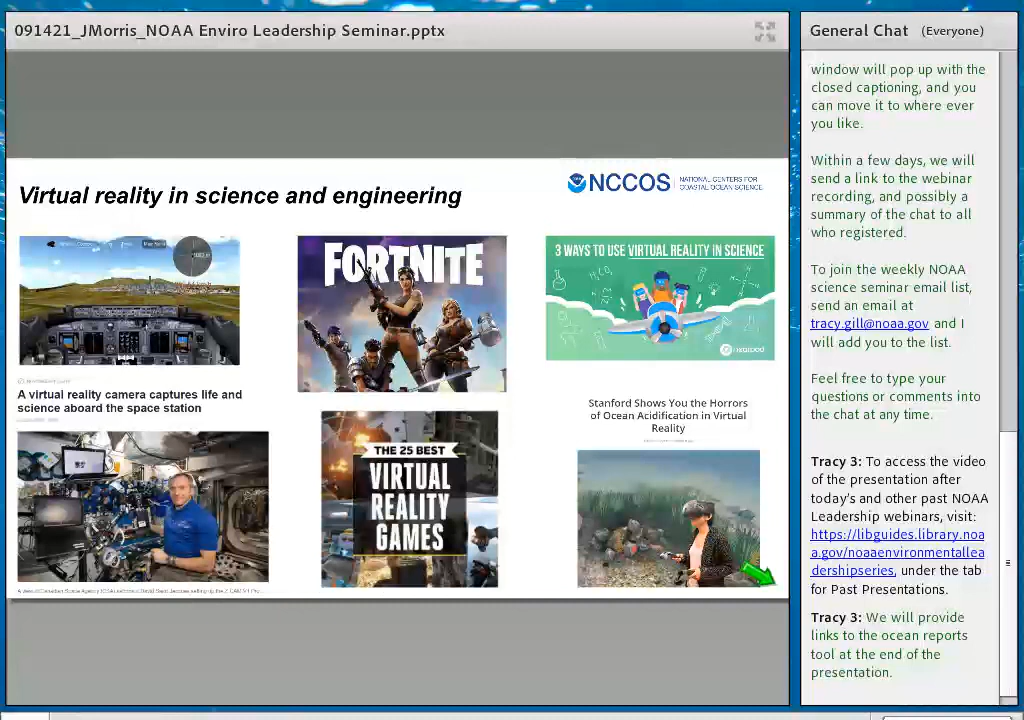 091421_JMorris_NOAA Enviro Leadership Seminar.pptx
Virtual reality in science and engineering
NCCOS
NATIONAL CENTERS FOR
COASTAL OCEAN SCIENCE
FORTNITE
3 WAYS TO USE VIRTUAL REALITY IN SCIENCE
A virtual reality camera captures life and
science aboard the space station
Stanford Shows You the Horrors
of Ocean Acidification in Virtual
Reality
THE 25 BEST
VIRTUAL
REALITY
GAMES
General Chat (Everyone)
window will pop up with the
closed captioning, and you
can move it to where ever
you like.
Within a few days, we will
send a link to the webinar
recording, and possibly a
summary of the chat to all
who registered.
To join the weekly NOAA
science seminar email list,
send an email at
tracy.gill@noaa.gov and I
will add you to the list.
Feel free to type your
questions or comments into
the chat at any time.
Tracy 3: To access the video
of the presentation after
today's and other past NOAA
Leadership webinars, visit:
https://libguides.library.noa
a.gov/noaaenvironmentallea
dershipseries, under the tab
for Past Presentations.
Tracy 3: We will provide
links to the ocean reports
tool at the end of the
presentation.